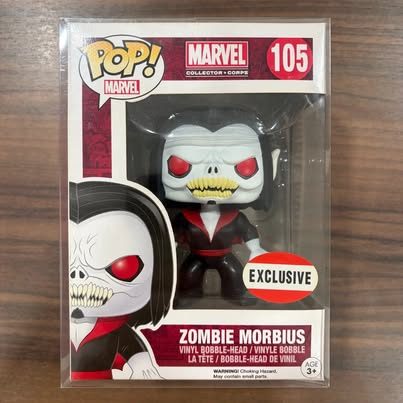 POP!
MARVEL
MARVEL
COLLECTOR • CORPS
105
EXCLUSIVE
ZOMBIE MORBIUS
VINYL BOBBLE-HEAD / VINYLE BOBBLE
LA TÊTE / BOBBLE-HEAD DE VINIL
WARNING! Choking Hazard.
May contain small parts.
AGE
3+